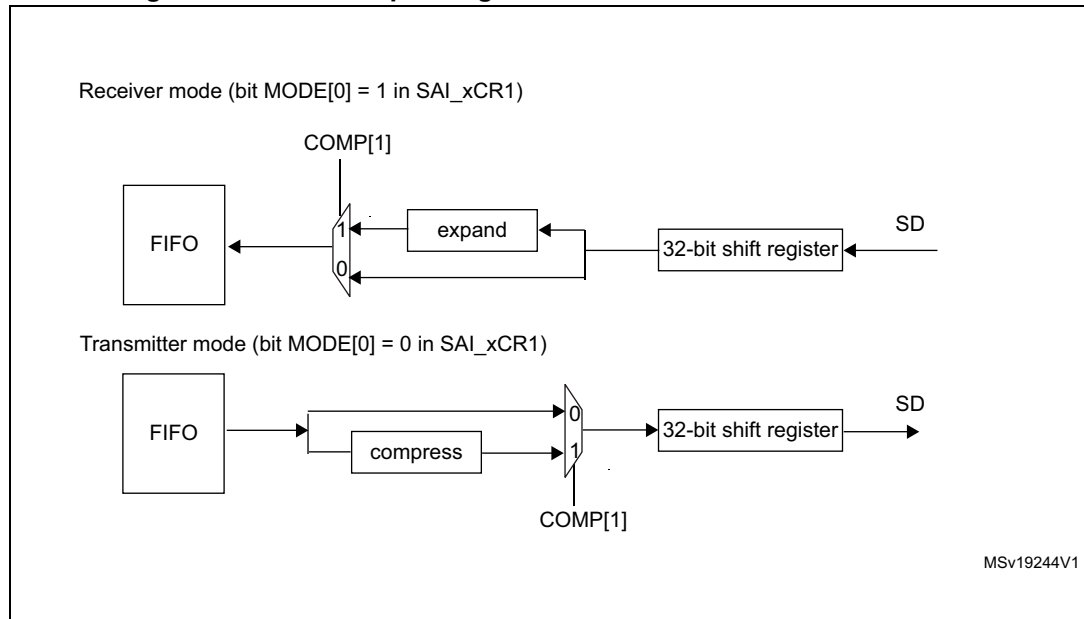 Receiver mode (bit MODE[0] = 1 in SAI_xCR1)
COMP[1]
FIFO
1
0
expand
32-bit shift register
SD
Transmitter mode (bit MODE[0] = 0 in SAI_xCR1)
FIFO
compress
0
1
COMP[1]
32-bit shift register
SD
MSv19244V1